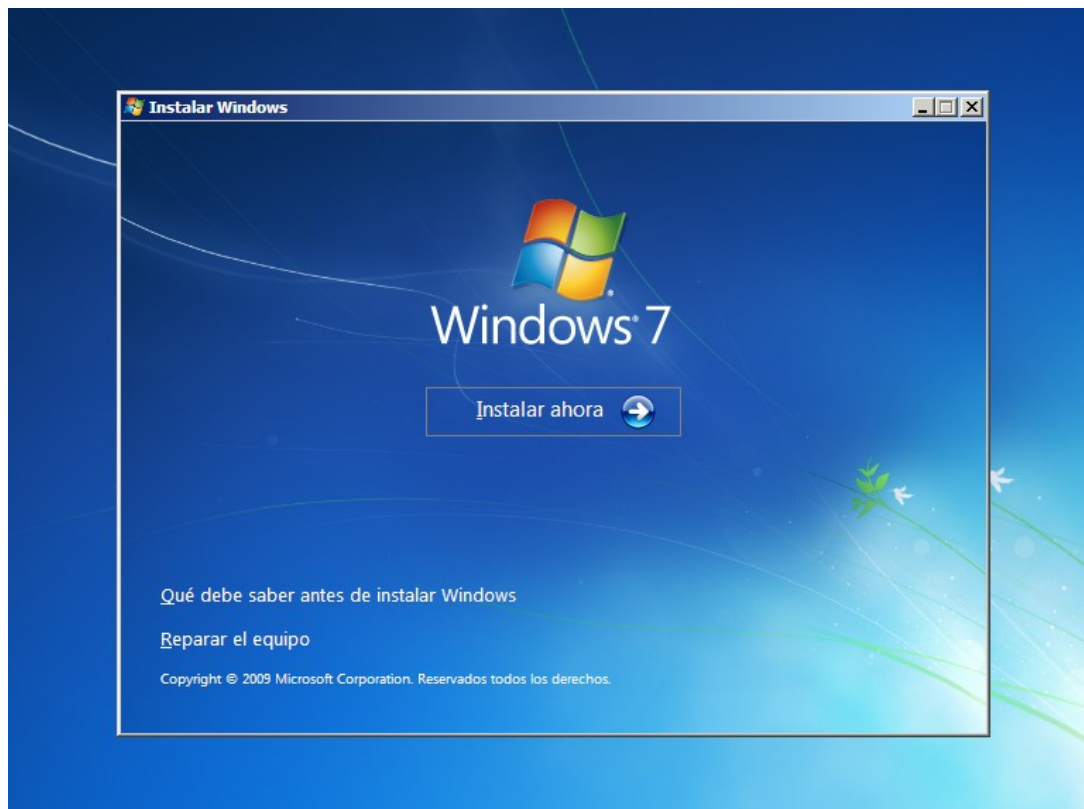 Instalar Windows
Windows® 7
Instalar ahora
Qué debe saber antes de instalar Windows
Reparar el equipo
Copyright © 2009 Microsoft Corporation. Reservados todos los derechos.